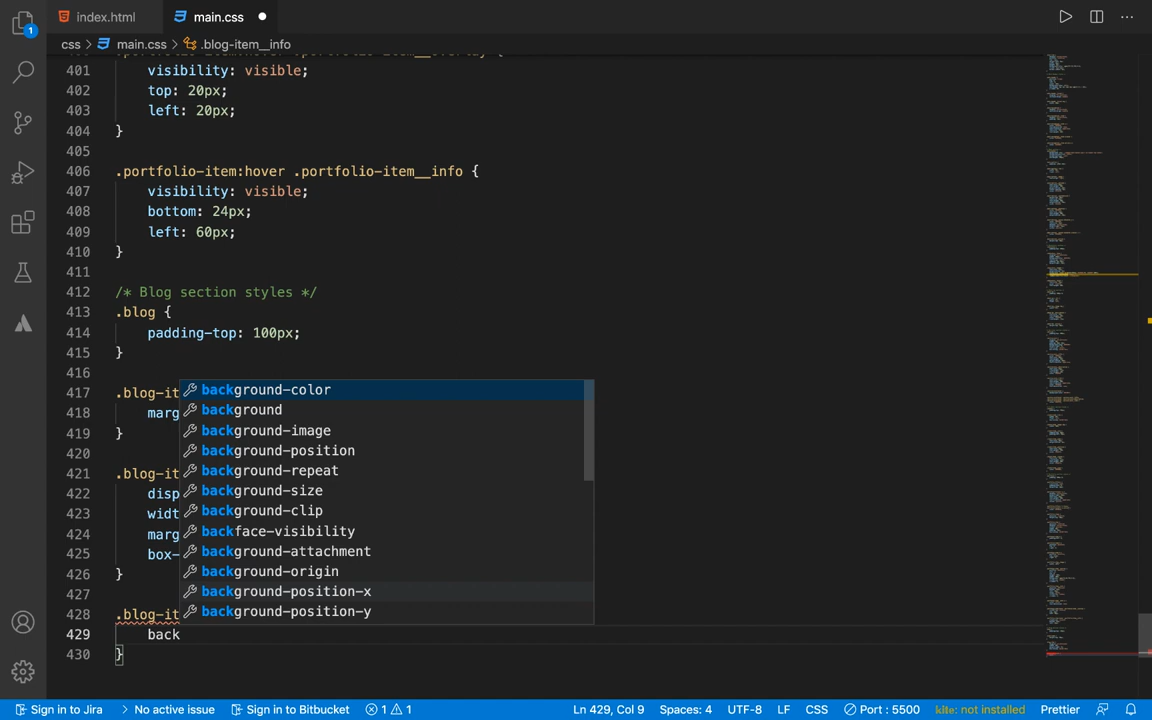 1
index.html
main.css
css > main.css > .blog-item__info
401 visibility: visible;
402 top: 20px;
403 left: 20px;
404 }
405
406 .portfolio-item:hover .portfolio-item__info {
407 visibility: visible;
408 bottom: 24px;
409 left: 60px;
410 }
411
412 /* Blog section styles */
413 .blog {
414 padding-top: 100px;
415 }
416
417 .blog-it
418 marg
419 }
420
421 .blog-it
422 disp
423 widt
424 marg
425 box-
426 }
427
428 .blog-it
429 back
430 }
background-color
background
background-image
background-position
background-repeat
background-size
background-clip
backface-visibility
background-attachment
background-origin
background-position-x
background-position-y
Sign in to Jira No active issue Sign in to Bitbucket 1 1 Ln 429, Col 9 Spaces: 4 UTF-8 LF CSS Port : 5500 kite: not installed Prettier